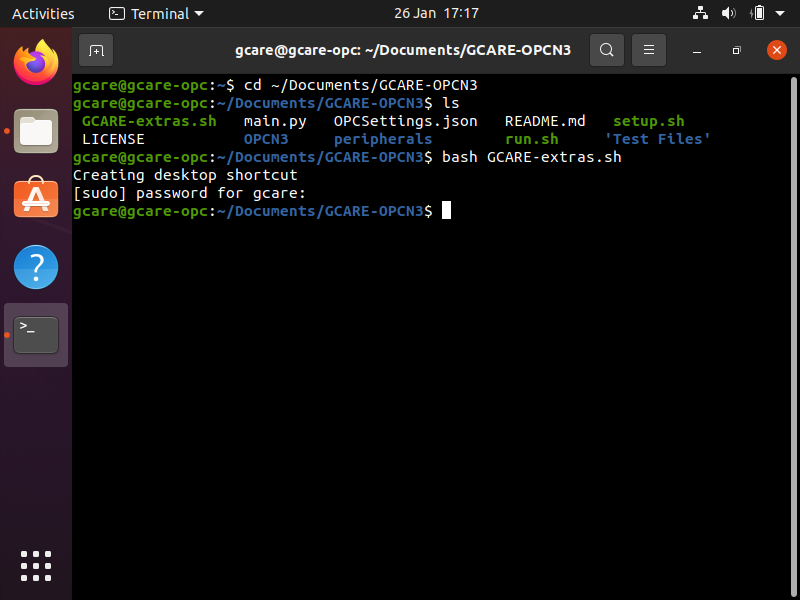 Activities Terminal 26 Jan 17:17
gcare@gcare-opc: ~/Documents/GCARE-OPCN3
gcare@gcare-opc:~$ cd ~/Documents/GCARE-OPCN3
gcare@gcare-opc:~/Documents/GCARE-OPCN3$ ls
GCARE-extras.sh main.py OPCSettings.json README.md setup.sh
LICENSE OPCN3 peripherals run.sh 'Test Files'
gcare@gcare-opc:~/Documents/GCARE-OPCN3$ bash GCARE-extras.sh
Creating desktop shortcut
[sudo] password for gcare:
gcare@gcare-opc:~/Documents/GCARE-OPCN3$